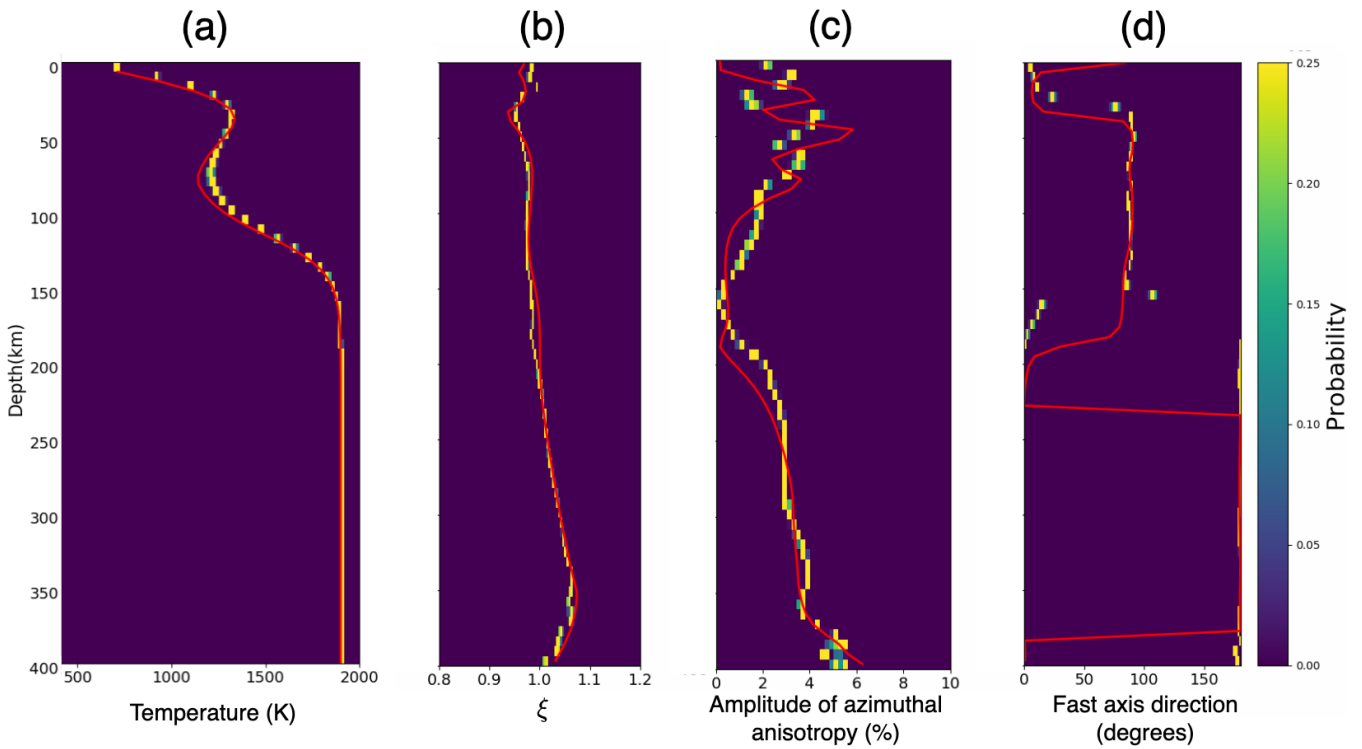 (a) (b) (c) (d)
0
50
100
150
200
250
300
350
400
Depth(km)
500 1000 1500 2000
Temperature (K)
0.8 0.9 1.0 1.1 1.2
ξ
0 2 4 6 8 10
Amplitude of azimuthal
anisotropy (%)
0 50 100 150
Fast axis direction
(degrees)
0.25
0.20
0.15
0.10
0.05
0.00
Probability